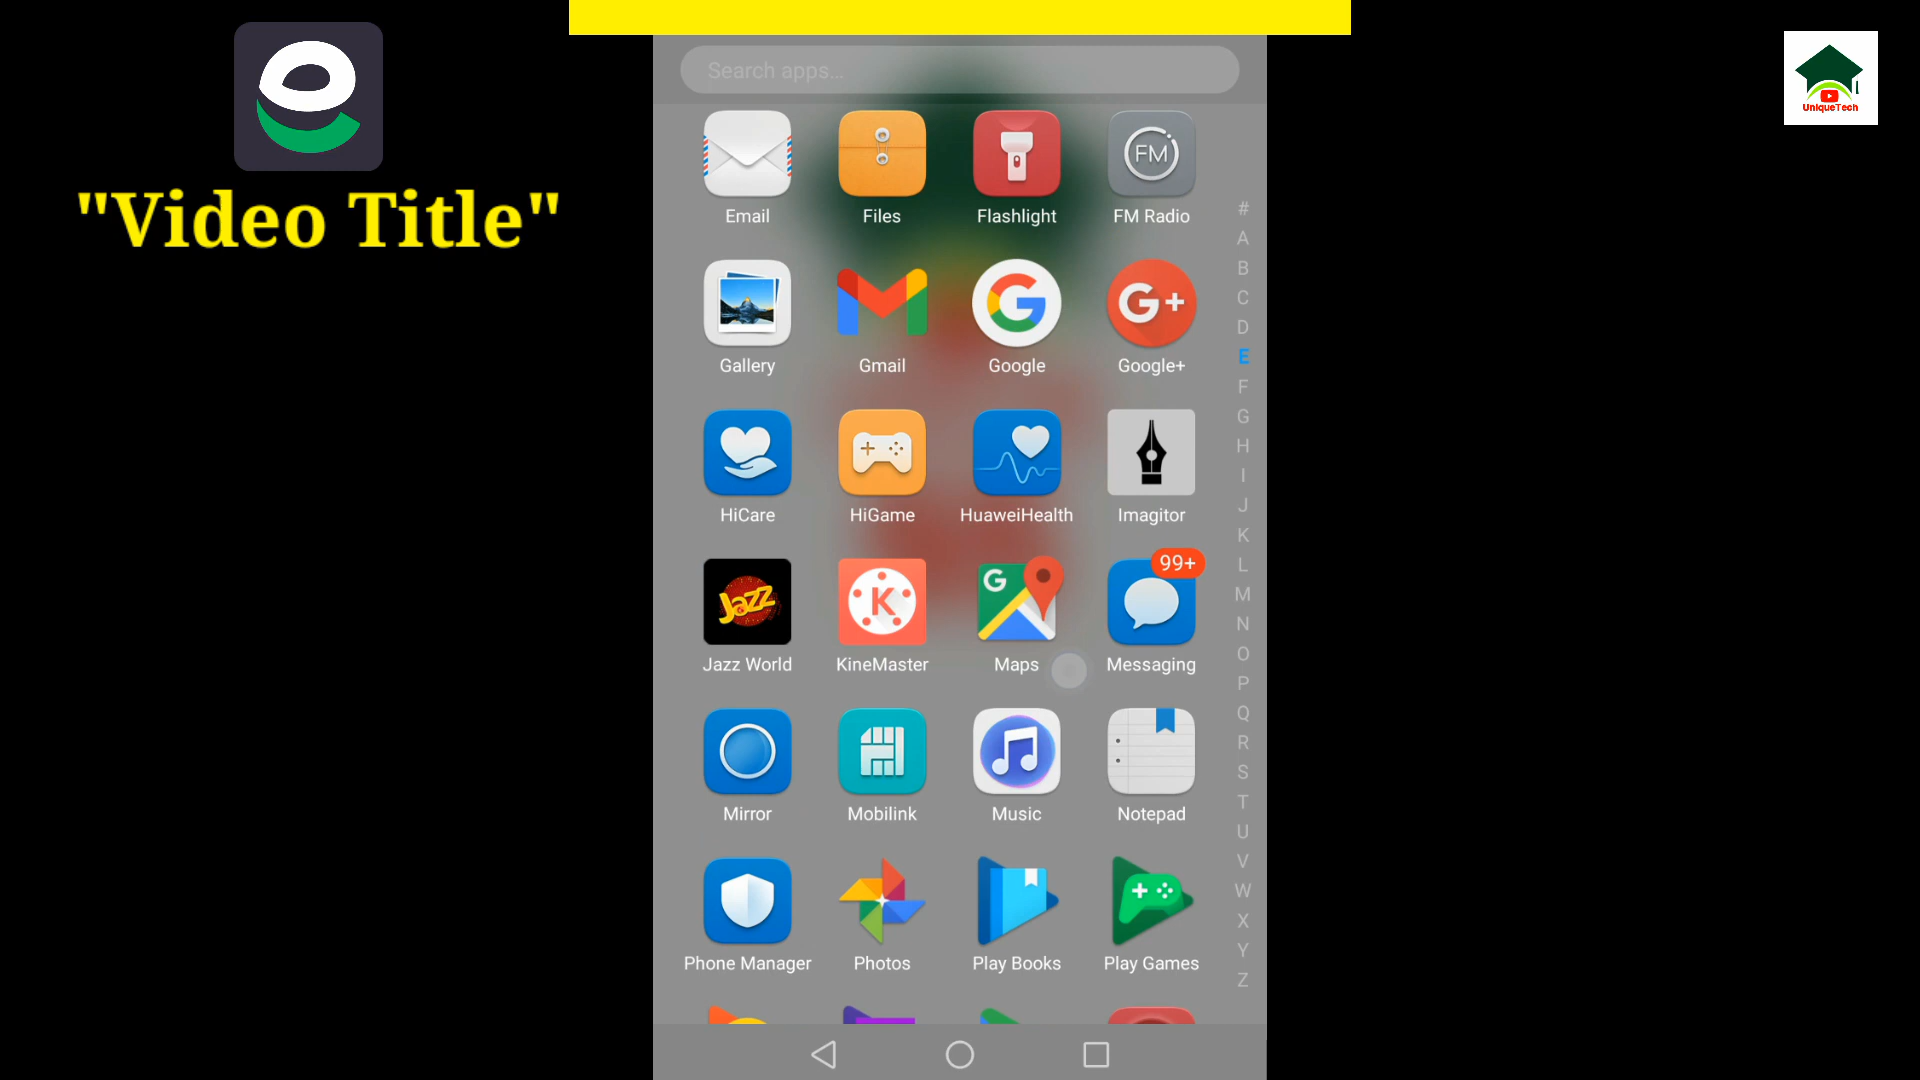 "Video Title"
UniqueTech
Search apps...
Email Files Flashlight FM Radio
FM
Gallery Gmail Google Google+
G+
HiCare HiGame HuaweiHealth Imagitor
Jazz
K
G
99+
Jazz World KineMaster Maps Messaging
Mirror Mobilink Music Notepad
Phone Manager Photos Play Books Play Games
#
A
B
C
D
E
F
G
H
I
J
K
L
M
N
O
P
Q
R
S
T
U
V
W
X
Y
Z